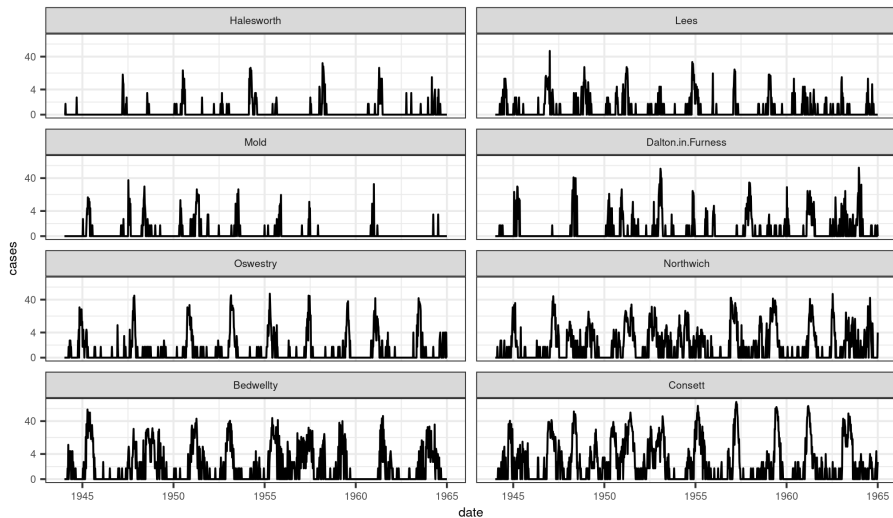 Halesworth
Lees
40
4
0
Mold
Dalton.in.Furness
40
4
0
cases
Oswestry
Northwich
40
4
0
Bedwellty
Consett
40
4
0
1945 1950 1955 1960 1965 1945 1950 1955 1960 1965
date